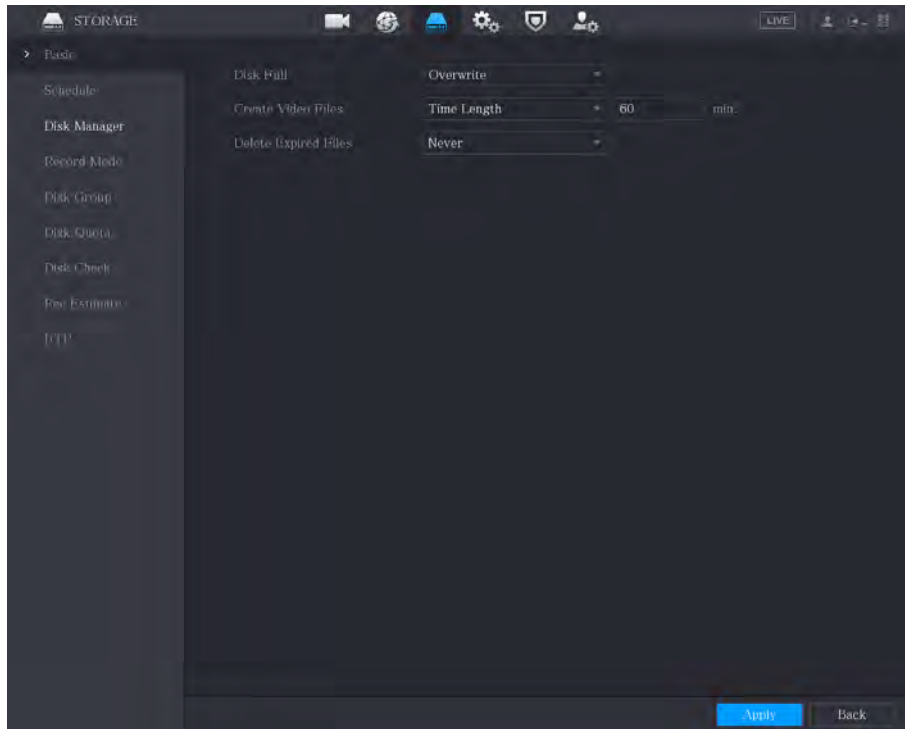 STORAGE LIVE
Basic
Disk Full Overwrite
Schedule
Create Video Files Time Length 60 min.
Disk Manager
Delete Expired Files Never
Record Mode
Disk Group
Disk Quota
Disk Check
Rec Estimate
FTP
Apply Back